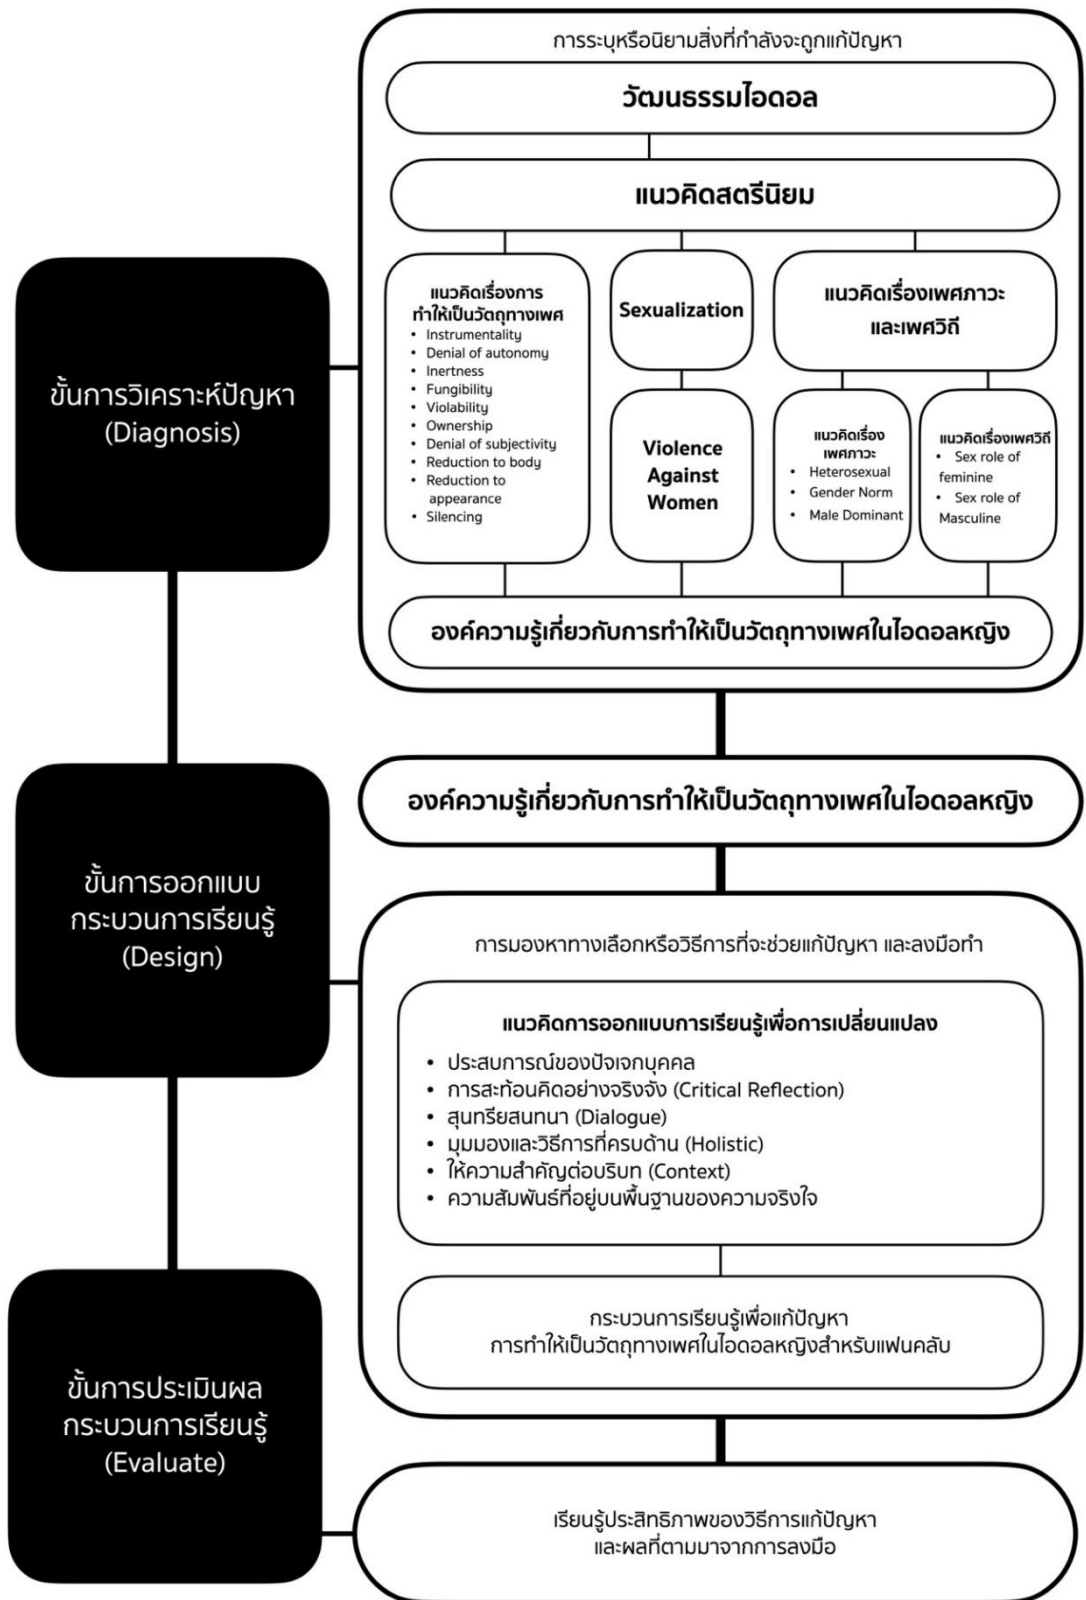 การระบุหรือนิยามสิ่งที่กำลังจะถูกแก้ปัญหา
วัฒนธรรมไอดอล
แนวคิดสตรีนิยม
ขั้นการวิเคราะห์ปัญหา
(Diagnosis)
แนวคิดเรื่องการ
ทำให้เป็นวัตถุทางเพศ
• Instrumentality
• Denial of autonomy
• Inertness
• Fungibility
• Violability
• Ownership
• Denial of subjectivity
• Reduction to body
• Reduction to
appearance
• Silencing
Sexualization
Violence
Against
Women
แนวคิดเรื่องเพศภาวะ
และเพศวิถี
แนวคิดเรื่อง
เพศภาวะ
• Heterosexual
• Gender Norm
• Male Dominant
แนวคิดเรื่องเพศวิถี
• Sex role of
feminine
• Sex role of
Masculine
องค์ความรู้เกี่ยวกับการทำให้เป็นวัตถุทางเพศในไอดอลหญิง
องค์ความรู้เกี่ยวกับการทำให้เป็นวัตถุทางเพศในไอดอลหญิง
ขั้นการออกแบบ
กระบวนการเรียนรู้
(Design)
การมองหาทางเลือกหรือวิธีการที่จะช่วยแก้ปัญหา และลงมือทำ
แนวคิดการออกแบบการเรียนรู้เพื่อการเปลี่ยนแปลง
• ประสบการณ์ของปัจเจกบุคคล
• การสะท้อนคิดอย่างจริงจัง (Critical Reflection)
• สุนทรียสนทนา (Dialogue)
• มุมมองและวิธีการที่ครบด้าน (Holistic)
• ให้ความสำคัญต่อบริบท (Context)
• ความสัมพันธ์ที่อยู่บนพื้นฐานของความจริงใจ
กระบวนการเรียนรู้เพื่อแก้ปัญหา
การทำให้เป็นวัตถุทางเพศในไอดอลหญิงสำหรับแฟนคลับ
ขั้นการประเมินผล
กระบวนการเรียนรู้
(Evaluate)
เรียนรู้ประสิทธิภาพของวิธีการแก้ปัญหา
และผลที่ตามมาจากการลงมือ